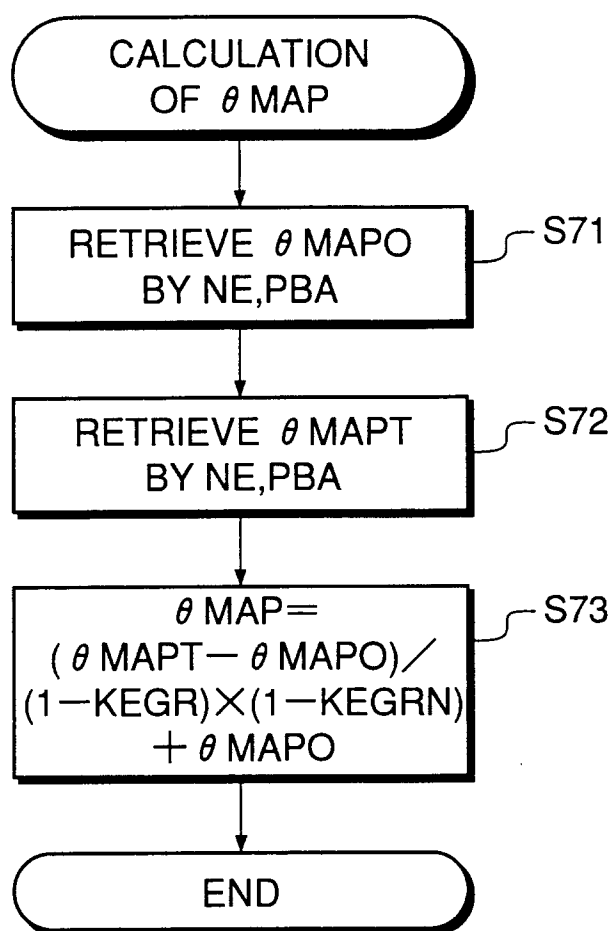 CALCULATION
OF θ MAP
RETRIEVE θ MAPO
BY NE,PBA
S71
RETRIEVE θ MAPT
BY NE,PBA
S72
θ MAP=
(θ MAPT－θ MAPO)／
(1－KEGR)×(1－KEGRN)
＋θ MAPO
S73
END